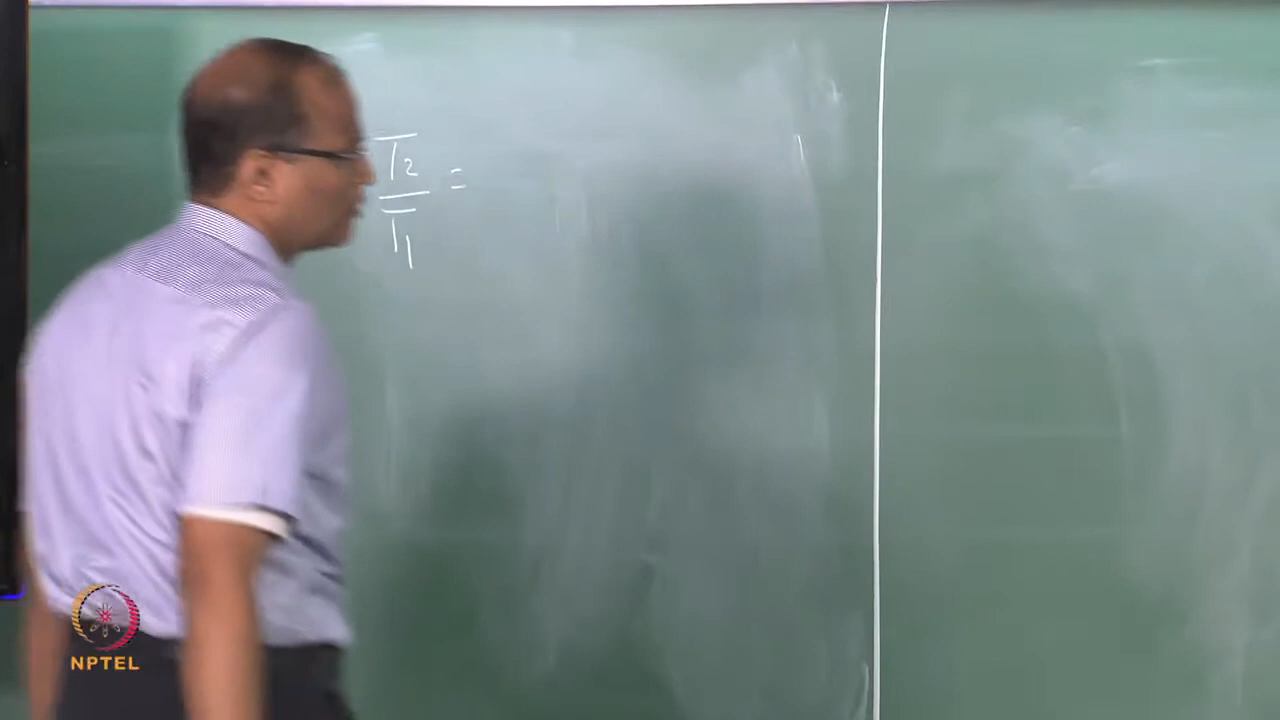 T₂/T₁ =
NPTEL